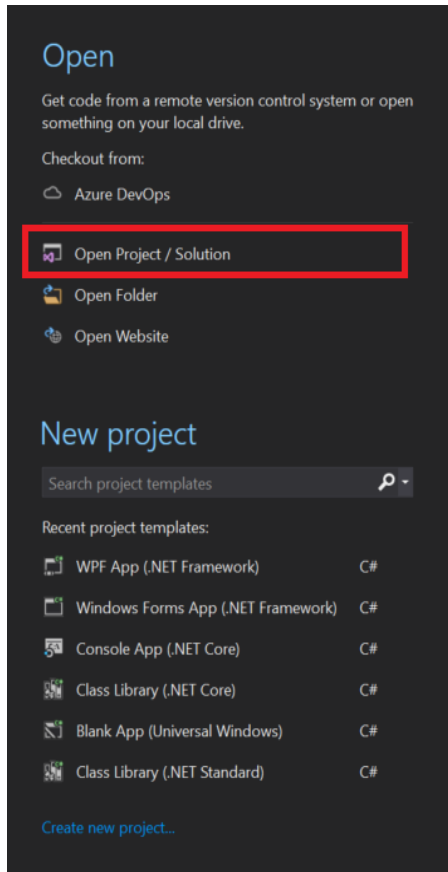 Open
Get code from a remote version control system or open
something on your local drive.
Checkout from:
Azure DevOps
Open Project / Solution
Open Folder
Open Website
New project
Search project templates
Recent project templates:
WPF App (.NET Framework) C#
Windows Forms App (.NET Framework) C#
Console App (.NET Core) C#
Class Library (.NET Core) C#
Blank App (Universal Windows) C#
Class Library (.NET Standard) C#
Create new project...